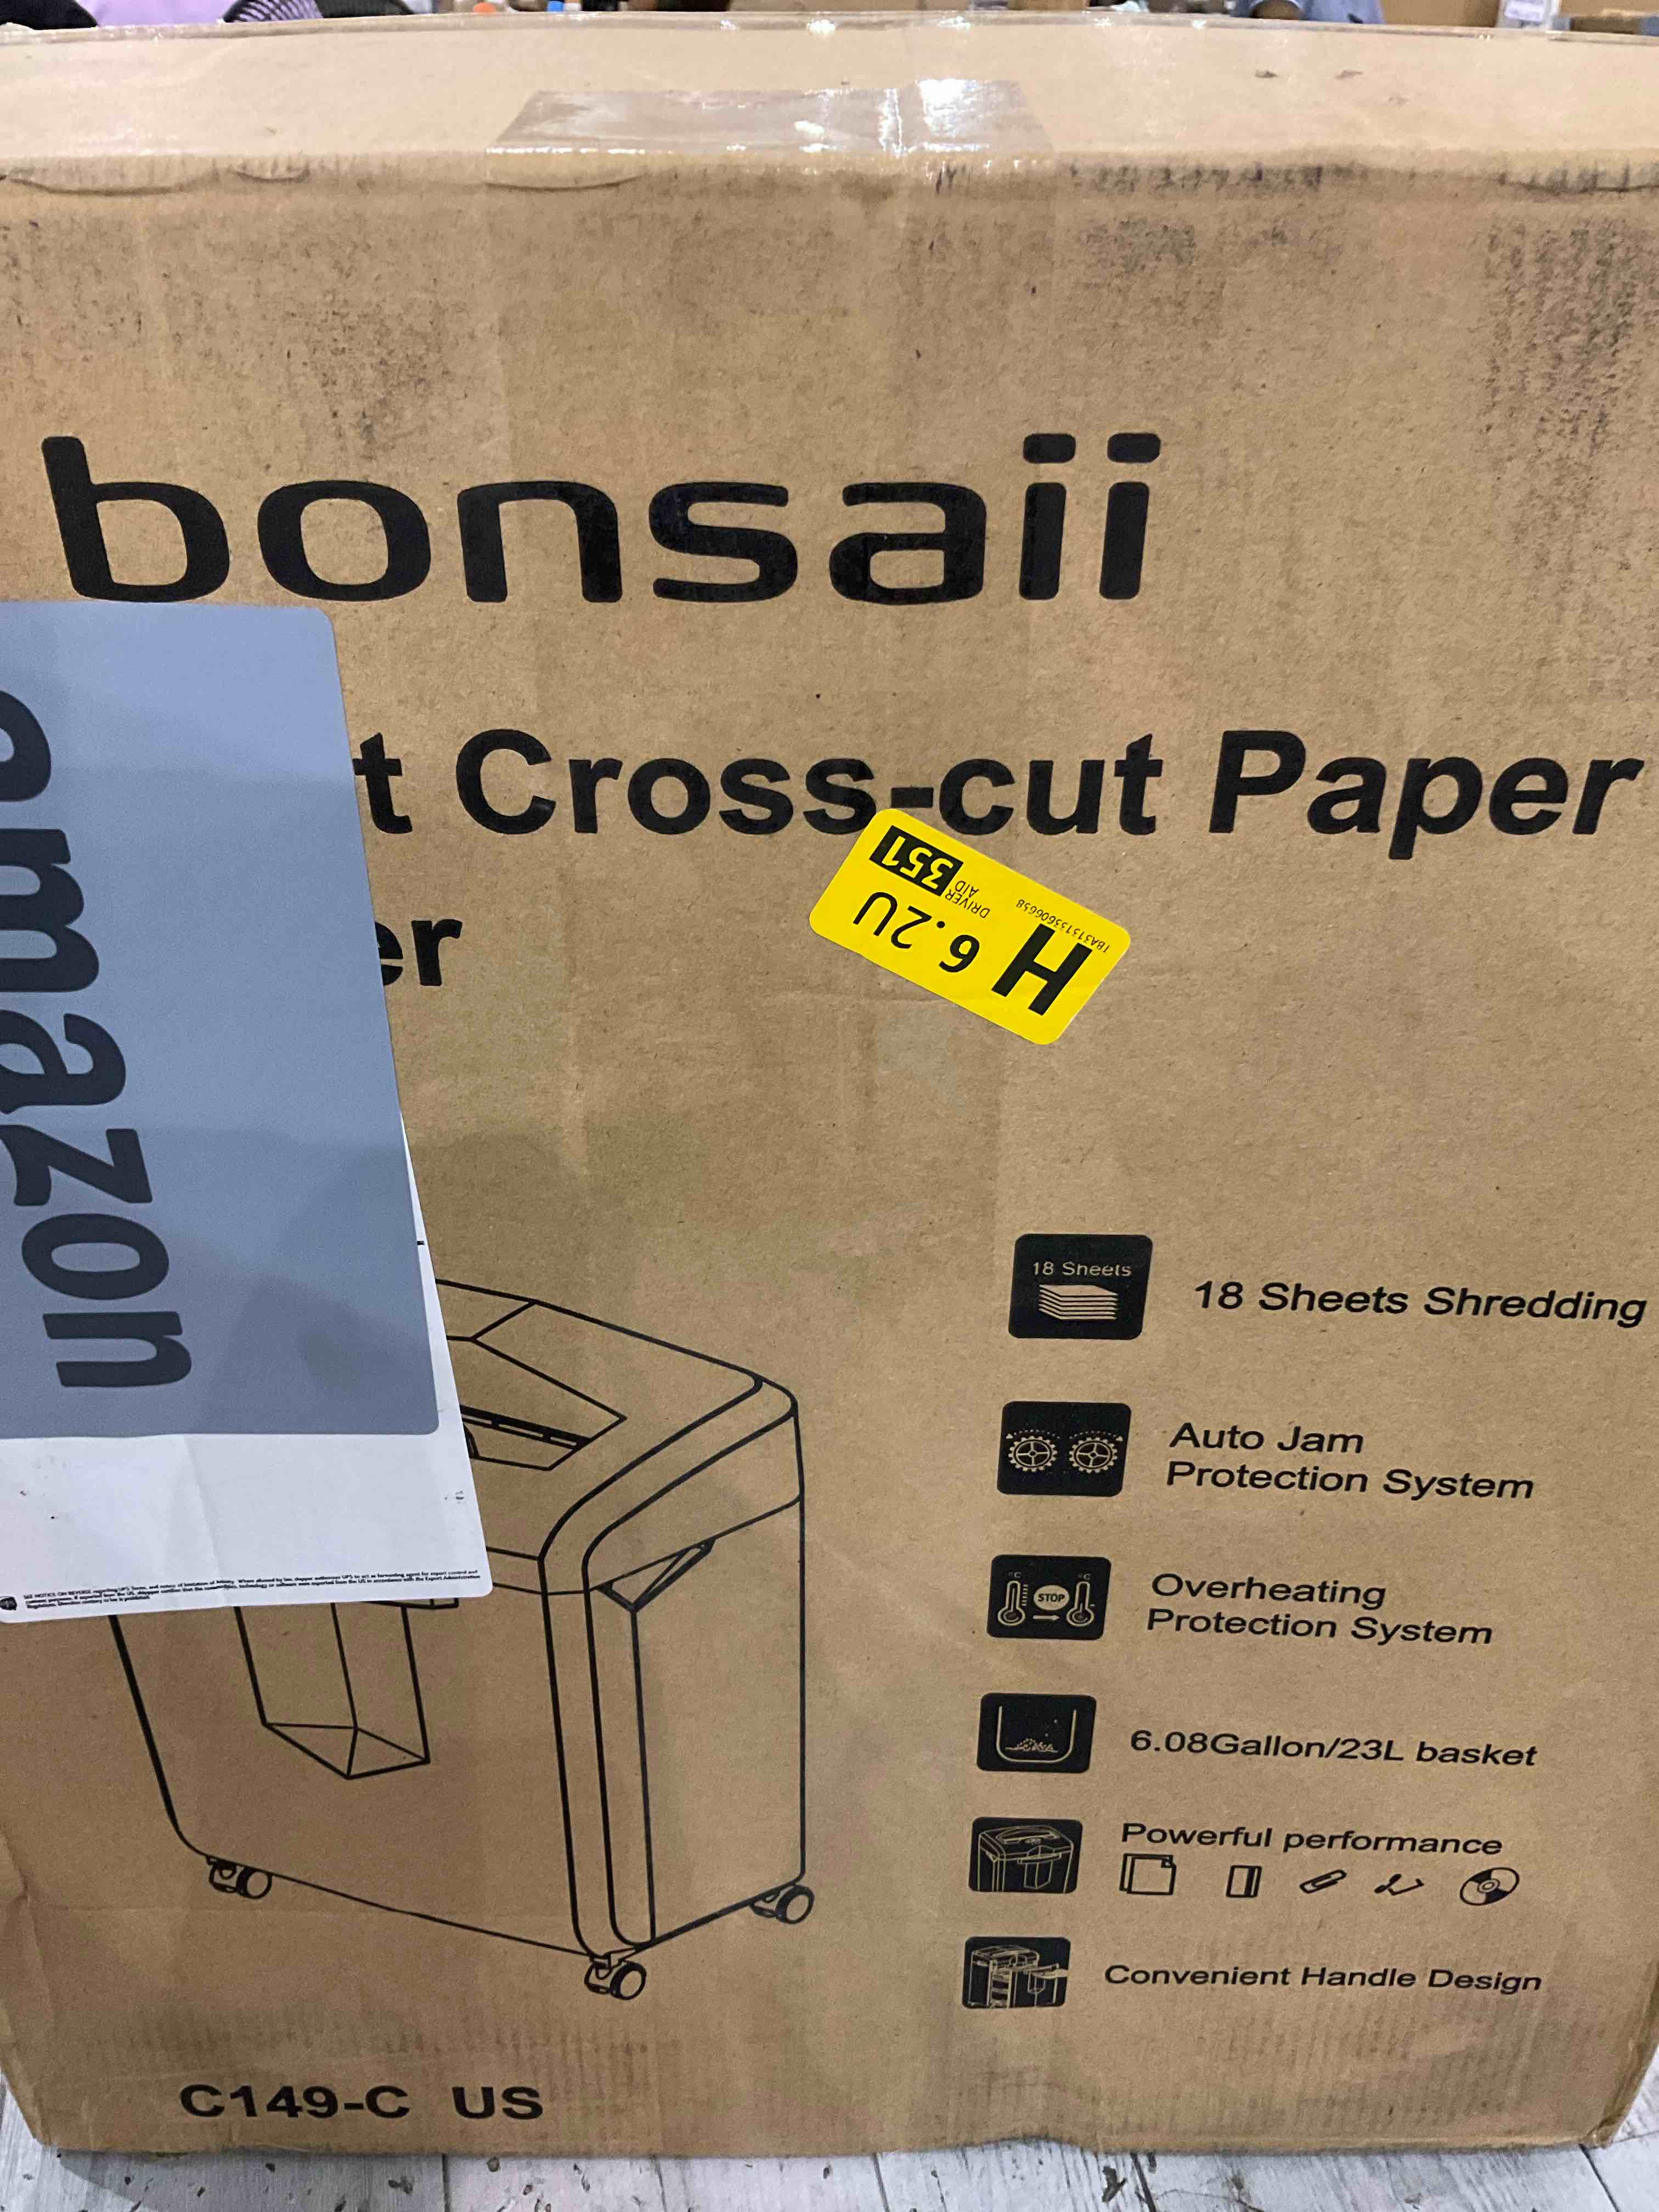 bonsaii
t Cross-cut Paper
er
amazon
TBA313153606658
DRIVER AID 351
H 6.2U
18 Sheets
18 Sheets Shredding
Auto Jam
Protection System
°C STOP °C
Overheating
Protection System
6.08Gallon/23L basket
Powerful performance
Convenient Handle Design
C149-C US